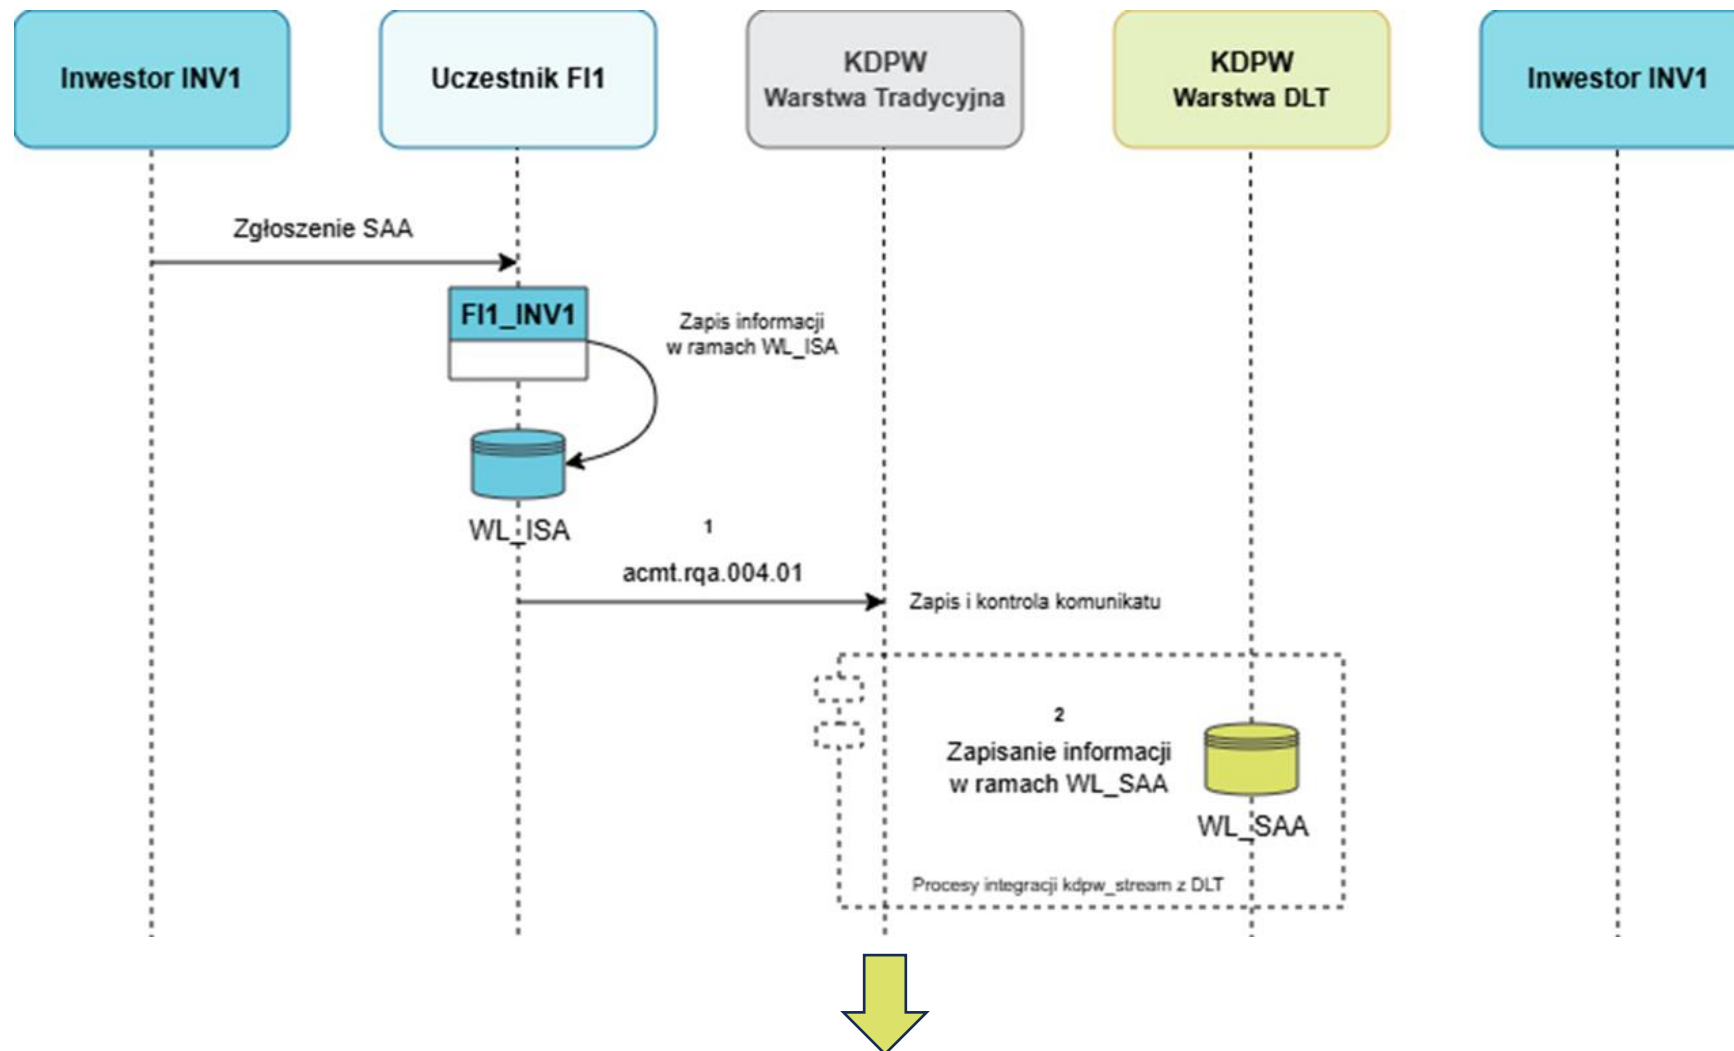 Inwestor INV1
Uczestnik FI1
KDPW
Warstwa Tradycyjna
KDPW
Warstwa DLT
Inwestor INV1
Zgłoszenie SAA
FI1_INV1
Zapis informacji
w ramach WL_ISA
WL_ISA
1
acmt.rqa.004.01
Zapis i kontrola komunikatu
2
Zapisanie informacji
w ramach WL_SAA
WL_SAA
Procesy integracji kdpw_stream z DLT